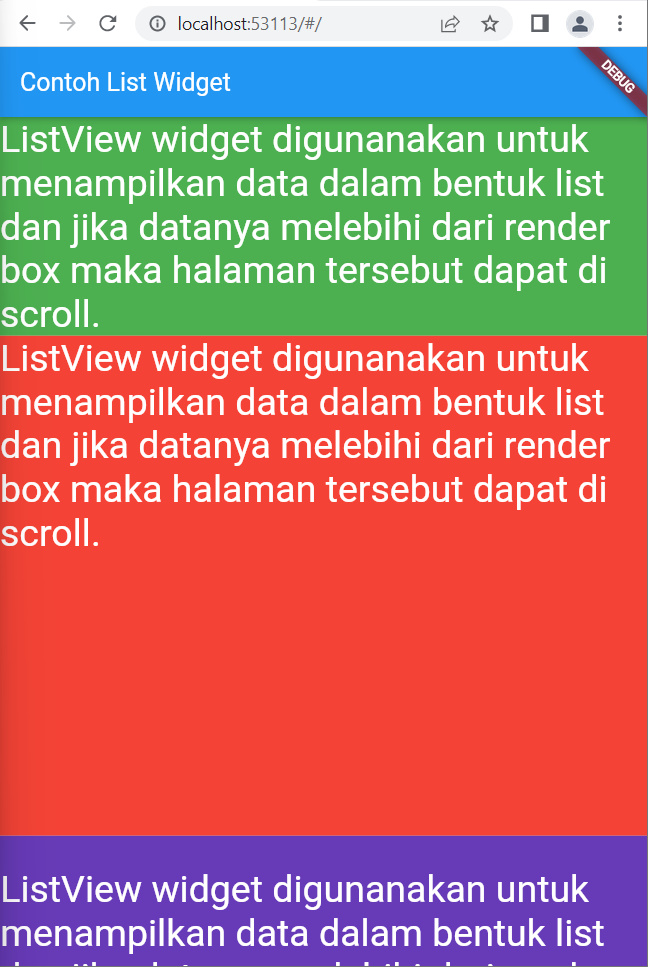 localhost:53113/#/
Contoh List Widget
DEBUG
ListView widget digunanakan untuk
menampilkan data dalam bentuk list
dan jika datanya melebihi dari render
box maka halaman tersebut dapat di
scroll.
ListView widget digunanakan untuk
menampilkan data dalam bentuk list
dan jika datanya melebihi dari render
box maka halaman tersebut dapat di
scroll.
ListView widget digunanakan untuk
menampilkan data dalam bentuk list